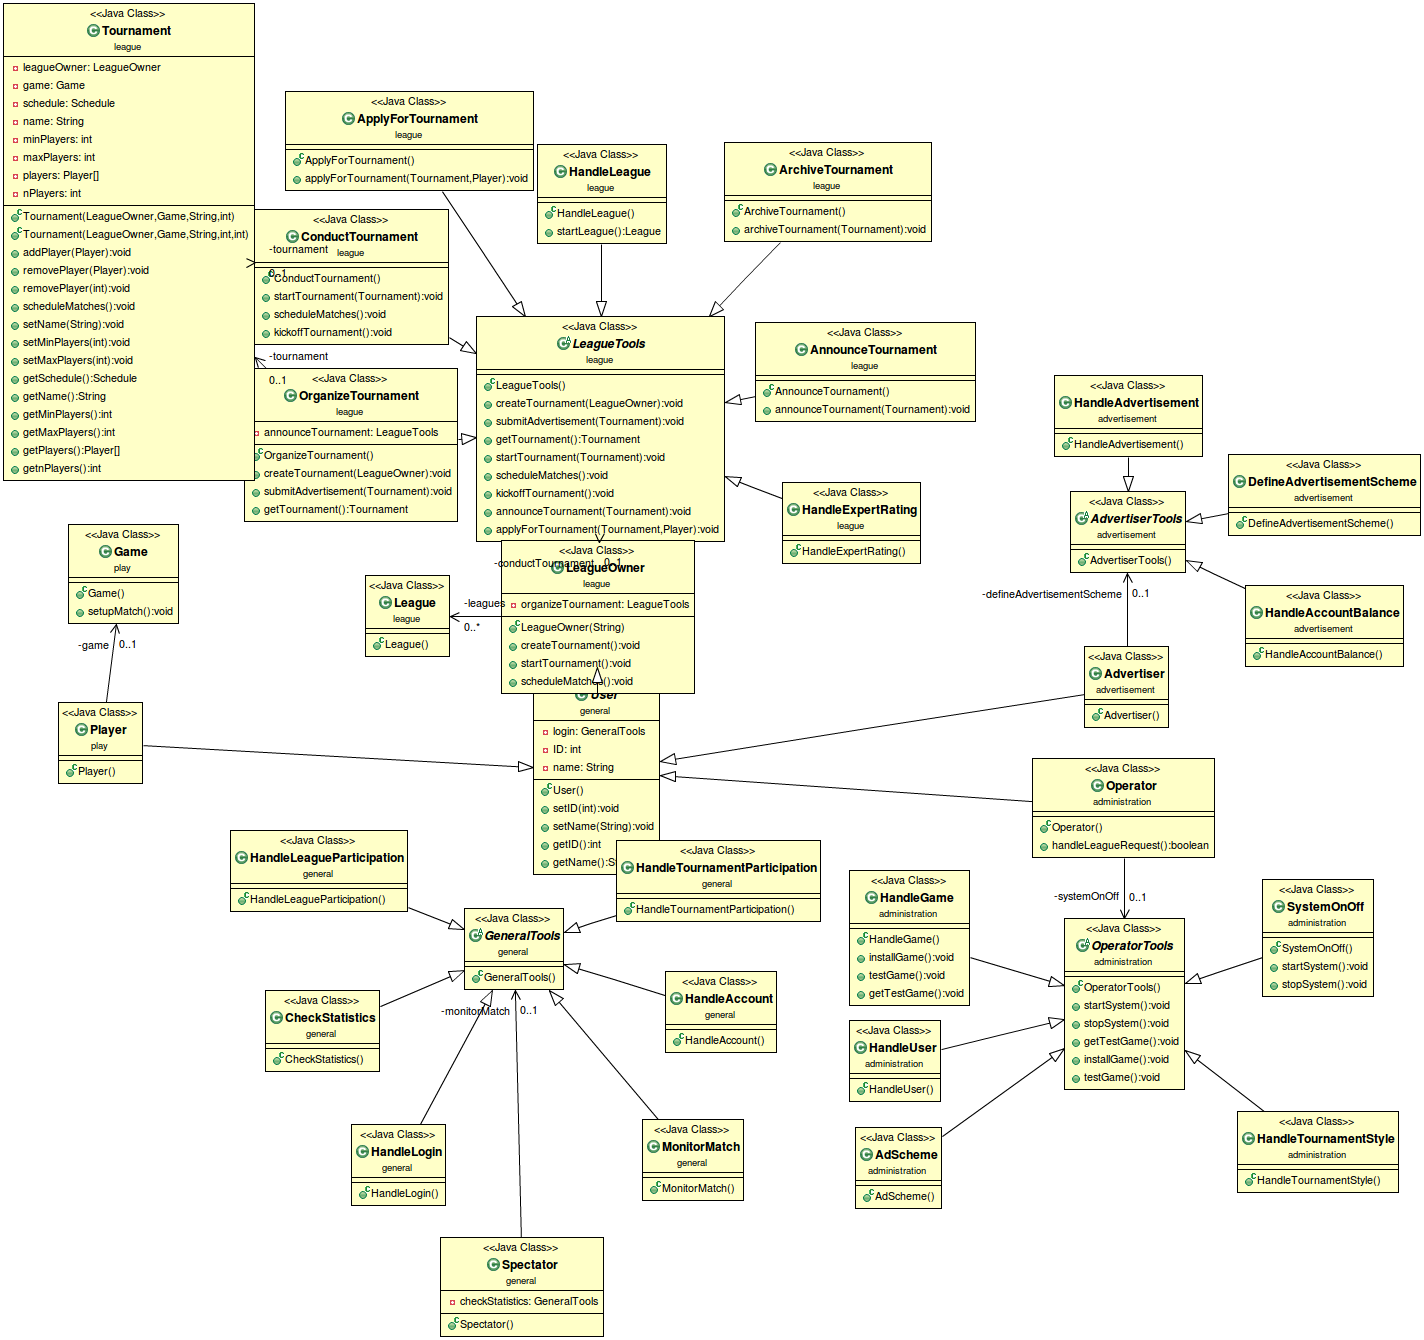 <<Java Class>>
Tournament
league
leagueOwner: LeagueOwner
game: Game
schedule: Schedule
name: String
minPlayers: int
maxPlayers: int
players: Player[]
nPlayers: int
Tournament(LeagueOwner,Game,String,int)
Tournament(LeagueOwner,Game,String,int,int)
addPlayer(Player):void
removePlayer(Player):void
removePlayer(int):void
scheduleMatches():void
setName(String):void
setMinPlayers(int):void
setMaxPlayers(int):void
getSchedule():Schedule
getName():String
getMinPlayers():int
getMaxPlayers():int
getPlayers():Player[]
getnPlayers():int
<<Java Class>>
ApplyForTournament
league
ApplyForTournament()
applyForTournament(Tournament,Player):void
<<Java Class>>
HandleLeague
league
HandleLeague()
startLeague():League
<<Java Class>>
ArchiveTournament
league
ArchiveTournament()
archiveTournament(Tournament):void
<<Java Class>>
ConductTournament
league
ConductTournament()
startTournament(Tournament):void
scheduleMatches():void
kickoffTournament():void
-tournament
0..1
-tournament
0..1
<<Java Class>>
OrganizeTournament
league
announceTournament: LeagueTools
OrganizeTournament()
createTournament(LeagueOwner):void
submitAdvertisement(Tournament):void
getTournament():Tournament
<<Java Class>>
LeagueTools
league
LeagueTools()
createTournament(LeagueOwner):void
submitAdvertisement(Tournament):void
getTournament():Tournament
startTournament(Tournament):void
scheduleMatches():void
kickoffTournament():void
announceTournament(Tournament):void
applyForTournament(Tournament,Player):void
<<Java Class>>
AnnounceTournament
league
AnnounceTournament()
announceTournament(Tournament):void
<<Java Class>>
HandleExpertRating
league
HandleExpertRating()
<<Java Class>>
HandleAdvertisement
advertisement
HandleAdvertisement()
<<Java Class>>
DefineAdvertisementScheme
advertisement
DefineAdvertisementScheme()
<<Java Class>>
AdvertiserTools
advertisement
AdvertiserTools()
-defineAdvertisementScheme
0..1
<<Java Class>>
HandleAccountBalance
advertisement
HandleAccountBalance()
<<Java Class>>
Advertiser
advertisement
Advertiser()
<<Java Class>>
Game
play
Game()
setupMatch():void
-game
0..1
<<Java Class>>
Player
play
Player()
<<Java Class>>
League
league
League()
-leagues
0..*
<<Java Class>>
LeagueOwner
league
organizeTournament: LeagueTools
LeagueOwner(String)
createTournament():void
startTournament():void
scheduleMatches():void
-conductTournament
0..1
User
general
login: GeneralTools
ID: int
name: String
User()
setID(int):void
setName(String):void
getID():int
getName():St
<<Java Class>>
Operator
administration
Operator()
handleLeagueRequest():boolean
-systemOnOff
0..1
<<Java Class>>
HandleLeagueParticipation
general
HandleLeagueParticipation()
<<Java Class>>
HandleTournamentParticipation
general
HandleTournamentParticipation()
<<Java Class>>
GeneralTools
general
GeneralTools()
-monitorMatch
0..1
<<Java Class>>
HandleAccount
general
HandleAccount()
<<Java Class>>
CheckStatistics
general
CheckStatistics()
<<Java Class>>
HandleLogin
general
HandleLogin()
<<Java Class>>
MonitorMatch
general
MonitorMatch()
<<Java Class>>
Spectator
general
checkStatistics: GeneralTools
Spectator()
<<Java Class>>
HandleGame
administration
HandleGame()
installGame():void
testGame():void
getTestGame():void
<<Java Class>>
SystemOnOff
administration
SystemOnOff()
startSystem():void
stopSystem():void
<<Java Class>>
OperatorTools
administration
OperatorTools()
startSystem():void
stopSystem():void
getTestGame():void
installGame():void
testGame():void
<<Java Class>>
HandleUser
administration
HandleUser()
<<Java Class>>
AdScheme
administration
AdScheme()
<<Java Class>>
HandleTournamentStyle
administration
HandleTournamentStyle()